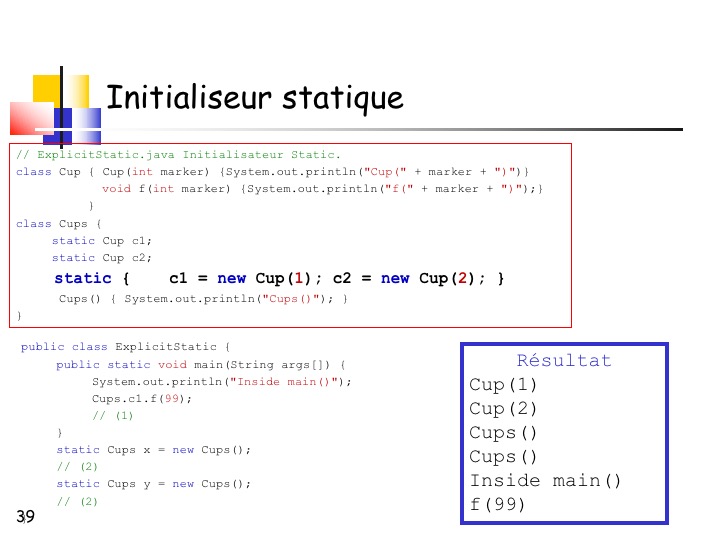 Initialiseur statique
// ExplicitStatic.java Initialisateur Static.
class Cup { Cup(int marker) {System.out.println("Cup(" + marker + ")")}
void f(int marker) {System.out.println("f(" + marker + ")");}
}
class Cups {
static Cup c1;
static Cup c2;
static { c1 = new Cup(1); c2 = new Cup(2); }
Cups() { System.out.println("Cups()"); }
}
public class ExplicitStatic {
public static void main(String args[]) {
System.out.println("Inside main()");
Cups.c1.f(99);
// (1)
}
static Cups x = new Cups();
// (2)
static Cups y = new Cups();
// (2)
Résultat
Cup(1)
Cup(2)
Cups()
Cups()
Inside main()
f(99)
39